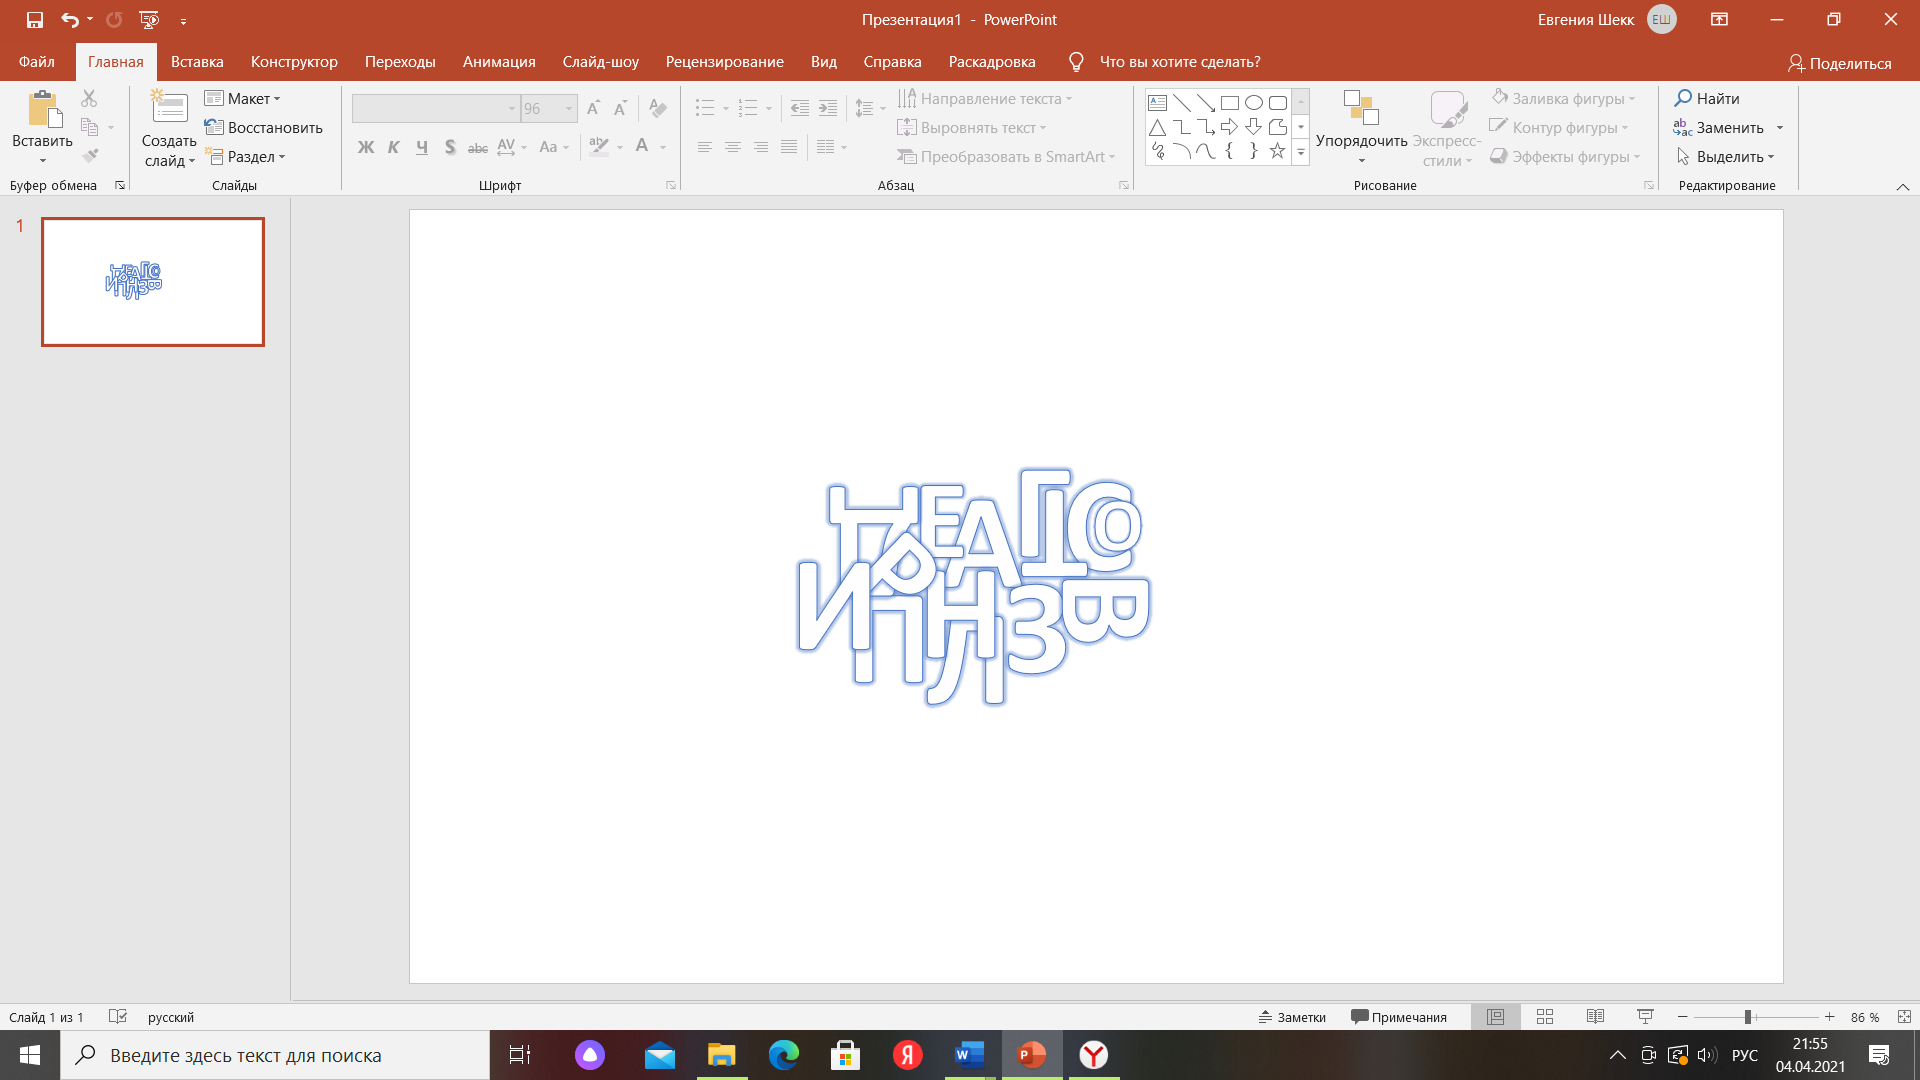 Презентация1 - PowerPoint
Евгения Шекк
ЕШ
Файл Главная Вставка Конструктор Переходы Анимация Слайд-шоу Рецензирование Вид Справка Раскадровка Что вы хотите сделать? Поделиться
Вставить
Буфер обмена
Создать слайд
Макет
Восстановить
Раздел
Слайды
96
Ж К Ч S abc AV Aa ab A
Шрифт
Направление текста
Выровнять текст
Преобразовать в SmartArt
Абзац
Упорядочить
Экспресс-стили
Заливка фигуры
Контур фигуры
Эффекты фигуры
Рисование
Найти
Заменить
Выделить
Редактирование
1
Д Е А Г Т С О
И Р П Н Л З В
Слайд 1 из 1 русский
Заметки Примечания 86 %
Введите здесь текст для поиска
РУС
21:55
04.04.2021